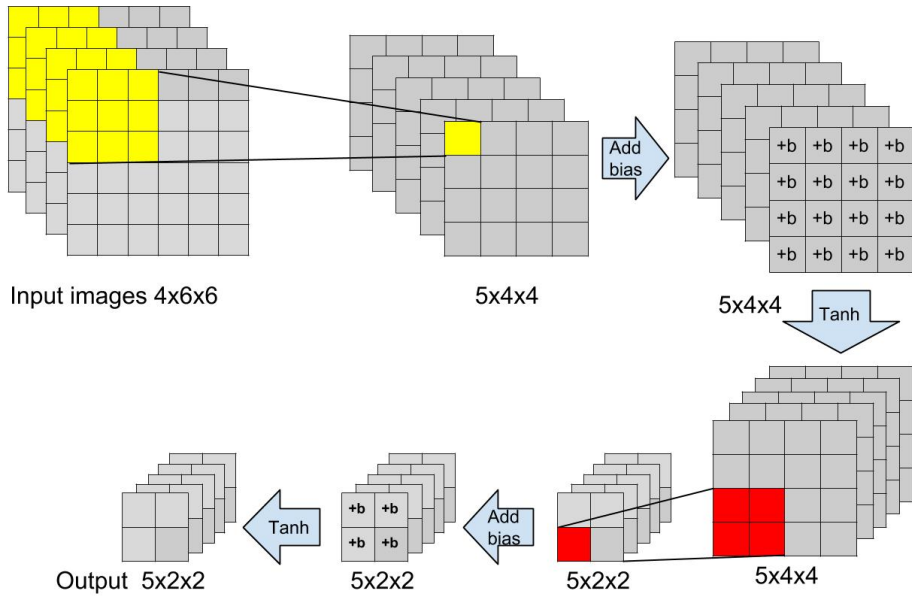 Add
bias
+b +b +b +b
+b +b +b +b
+b +b +b +b
+b +b +b +b
Input images 4x6x6
5x4x4
5x4x4
Tanh
+b +b
+b +b
Tanh
Add
bias
Output 5x2x2
5x2x2
5x2x2
5x4x4